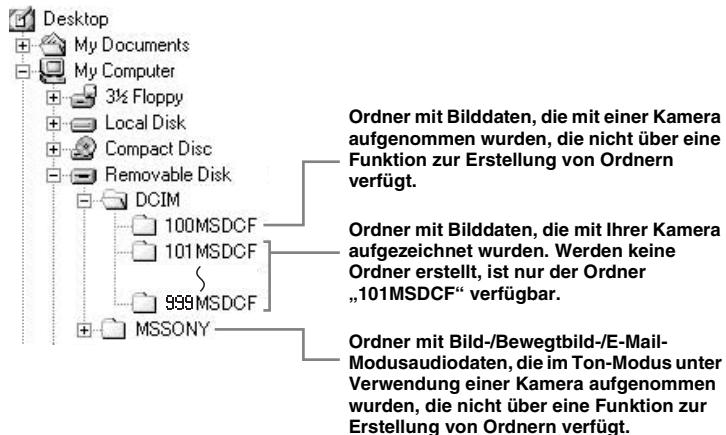 Desktop
My Documents
My Computer
3½ Floppy
Local Disk
Compact Disc
Removable Disk
DCIM
100MSDCF
101MSDCF
999MSDCF
MSSONY
Ordner mit Bilddaten, die mit einer Kamera
aufgenommen wurden, die nicht über eine
Funktion zur Erstellung von Ordnern
verfügt.
Ordner mit Bilddaten, die mit Ihrer Kamera
aufgezeichnet wurden. Werden keine
Ordner erstellt, ist nur der Ordner
„101MSDCF“ verfügbar.
Ordner mit Bild-/Bewegtbild-/E-Mail-
Modusaudiodaten, die im Ton-Modus unter
Verwendung einer Kamera aufgenommen
wurden, die nicht über eine Funktion zur
Erstellung von Ordnern verfügt.